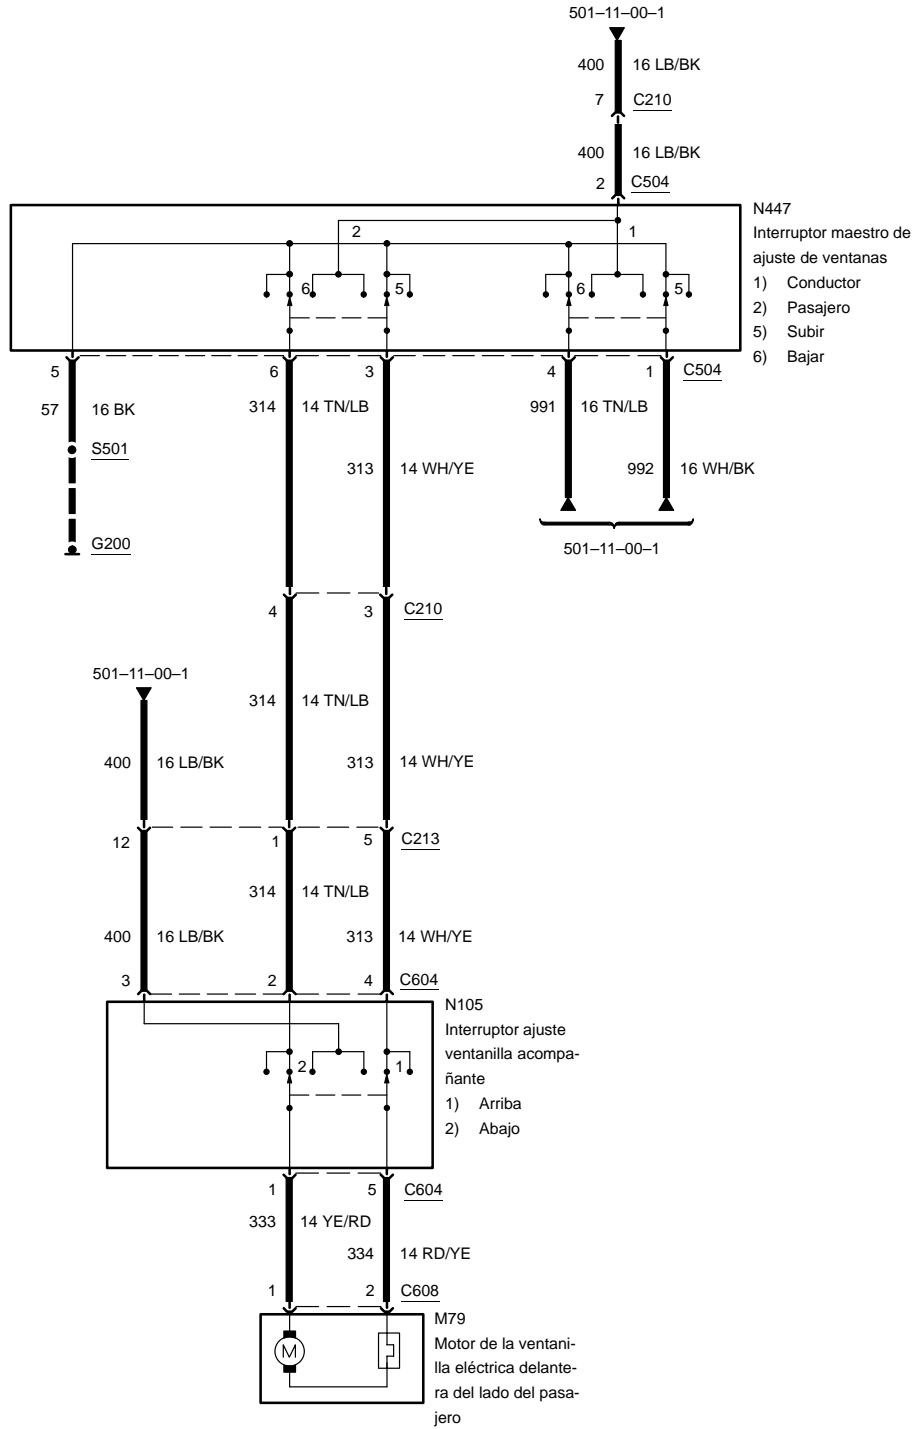 501–11–00–1
400 16 LB/BK
7 C210
400 16 LB/BK
2 C504
N447
Interruptor maestro de
ajuste de ventanas
1) Conductor
2) Pasajero
5) Subir
6) Bajar
2 1
6 5 6 5
5 6 3 4 1 C504
57 16 BK 314 14 TN/LB 991 16 TN/LB
S501
313 14 WH/YE 992 16 WH/BK
G200
501–11–00–1
4 3 C210
501–11–00–1
314 14 TN/LB
400 16 LB/BK 313 14 WH/YE
12 1 5 C213
314 14 TN/LB
400 16 LB/BK 313 14 WH/YE
3 2 4 C604
N105
Interruptor ajuste
ventanilla acompa-
ñante
1) Arriba
2) Abajo
2 1
1 5 C604
333 14 YE/RD
334 14 RD/YE
1 2 C608
M79
Motor de la ventani-
lla eléctrica delante-
ra del lado del pasa-
jero
M